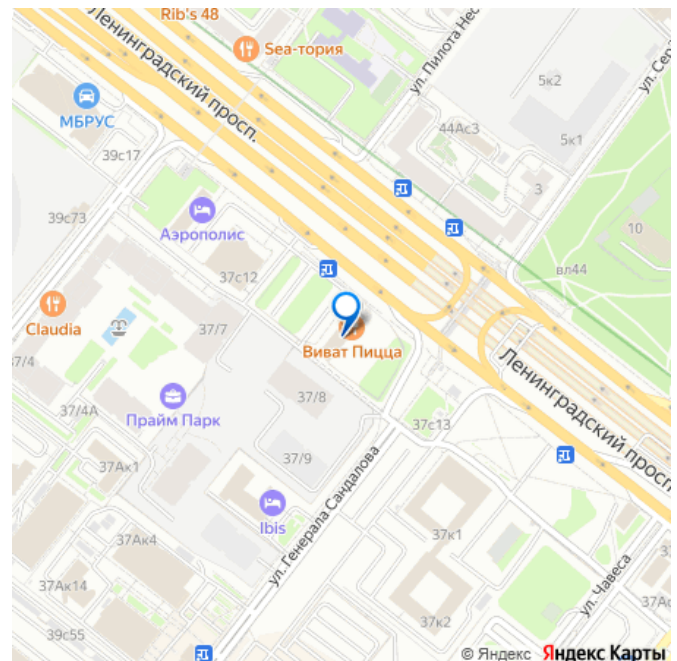 Rib's 48
Sea-тория
ул. Пилота Нес
ул. Сер
Ленинградский просп.
МБРУС
5к2
44Ас3
5к1
39с17
3
39с73
Аэрополис
10
вл44
37с12
Claudia
37/7
Виват Пицца
Ленинградский просп.
37/4
37/8
37/4А
Прайм Парк
37с13
37Ак1
37/9
Ibis
ул. Генерала Сандалова
37к1
37Ак4
ул. Чавеса
37Ак14
37к2
37А
39с55
© Яндекс Яндекс Карты